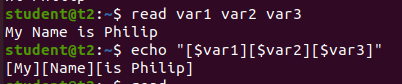 student@t2:~$ read var1 var2 var3
My Name is Philip
student@t2:~$ echo "[$var1][$var2][$var3]"
[My][Name][is Philip]